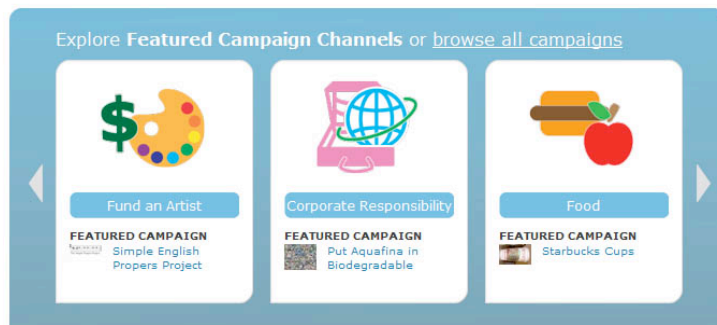 Explore Featured Campaign Channels or browse all campaigns
$
Fund an Artist
FEATURED CAMPAIGN
Simple English
Propers Project
Corporate Responsibility
FEATURED CAMPAIGN
Put Aquafina in
Biodegradable
Food
FEATURED CAMPAIGN
Starbucks Cups